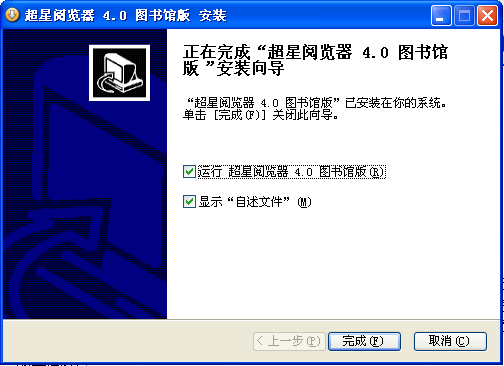 超星阅览器 4.0 图书馆版 安装
正在完成“超星阅览器 4.0 图书馆
版 ”安装向导
“超星阅览器 4.0 图书馆版”已安装在你的系统。
单击 [完成(F)] 关闭此向导。
运行 超星阅览器 4.0 图书馆版(R)
显示“自述文件” (M)
< 上一步(P)
完成(F)
取消(C)